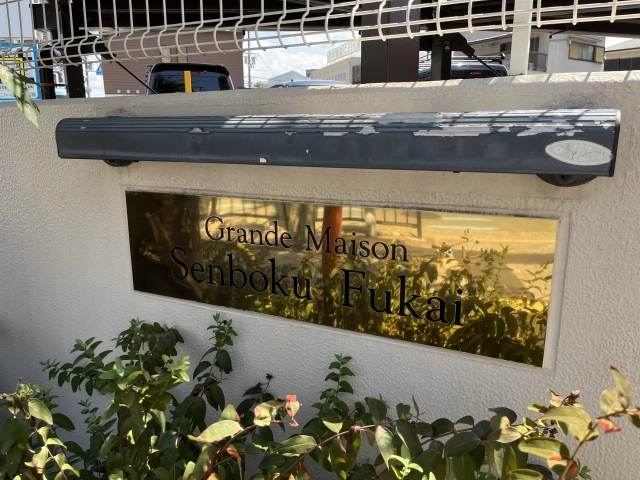 Grande Maison
Senboku Fukai